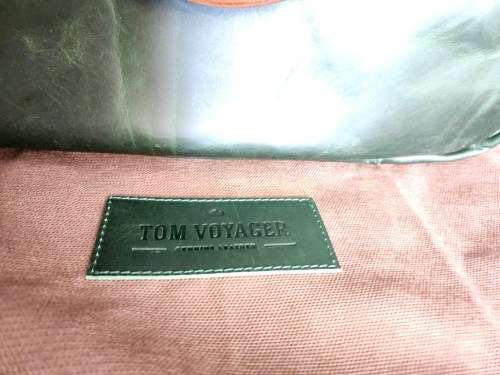 TOM VOYAGER
GENUINE LEATHER